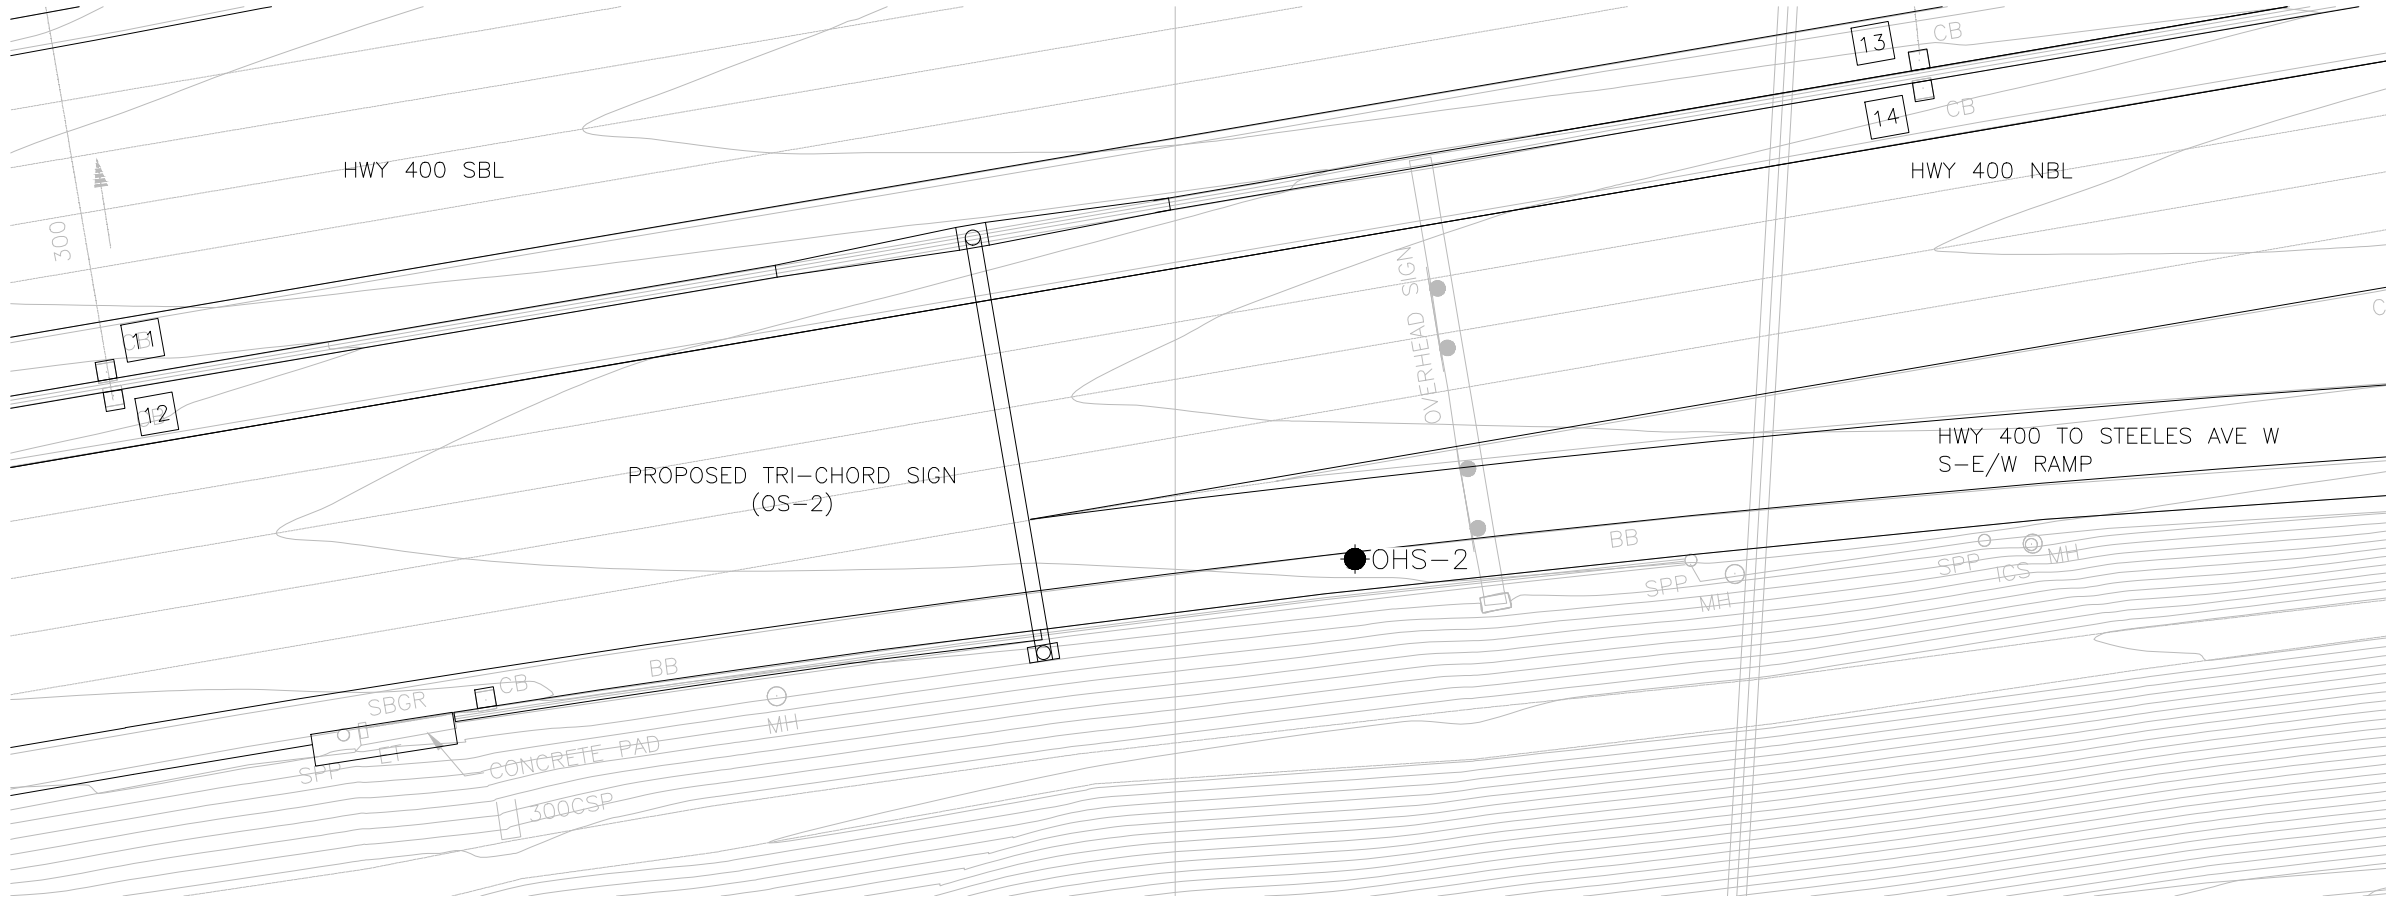 13
CB
14
CB
HWY 400 SBL
HWY 400 NBL
300
OVERHEAD SIGN
11
CB
12
CB
HWY 400 TO STEELES AVE W
S-E/W RAMP
PROPOSED TRI-CHORD SIGN
(OS-2)
OHS-2
BB
SPP
MH
SPP
ICS
MH
BB
CB
SBGR
MH
SPP
ET
CONCRETE PAD
300CSP